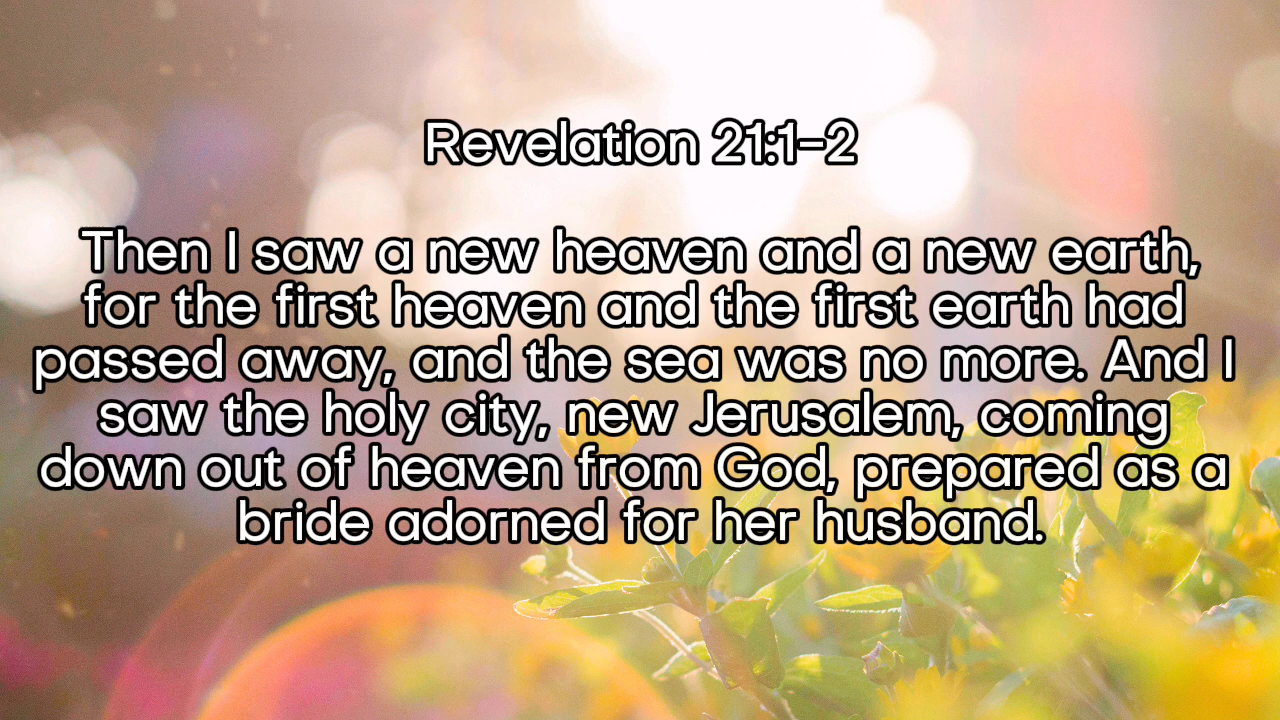 Revelation 21:1–2
Then I saw a new heaven and a new earth,
for the first heaven and the first earth had
passed away, and the sea was no more. And I
saw the holy city, new Jerusalem, coming
down out of heaven from God, prepared as a
bride adorned for her husband.